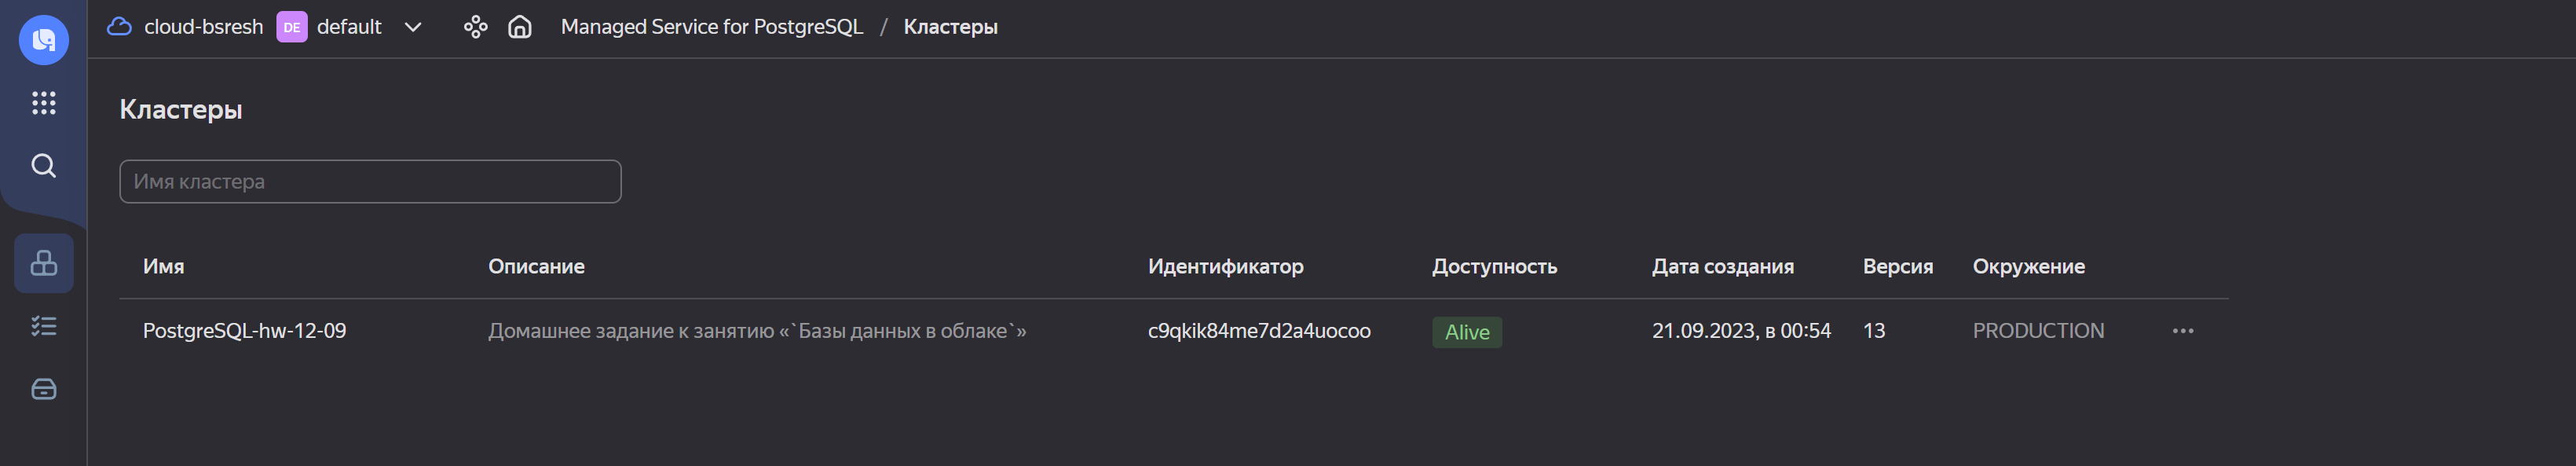 cloud-bsresh DE default Managed Service for PostgreSQL / Кластеры
Кластеры
Имя кластера
Имя Описание Идентификатор Доступность Дата создания Версия Окружение
PostgreSQL-hw-12-09 Домашнее задание к занятию «`Базы данных в облаке`» c9qkik84me7d2a4uocoo Alive 21.09.2023, в 00:54 13 PRODUCTION